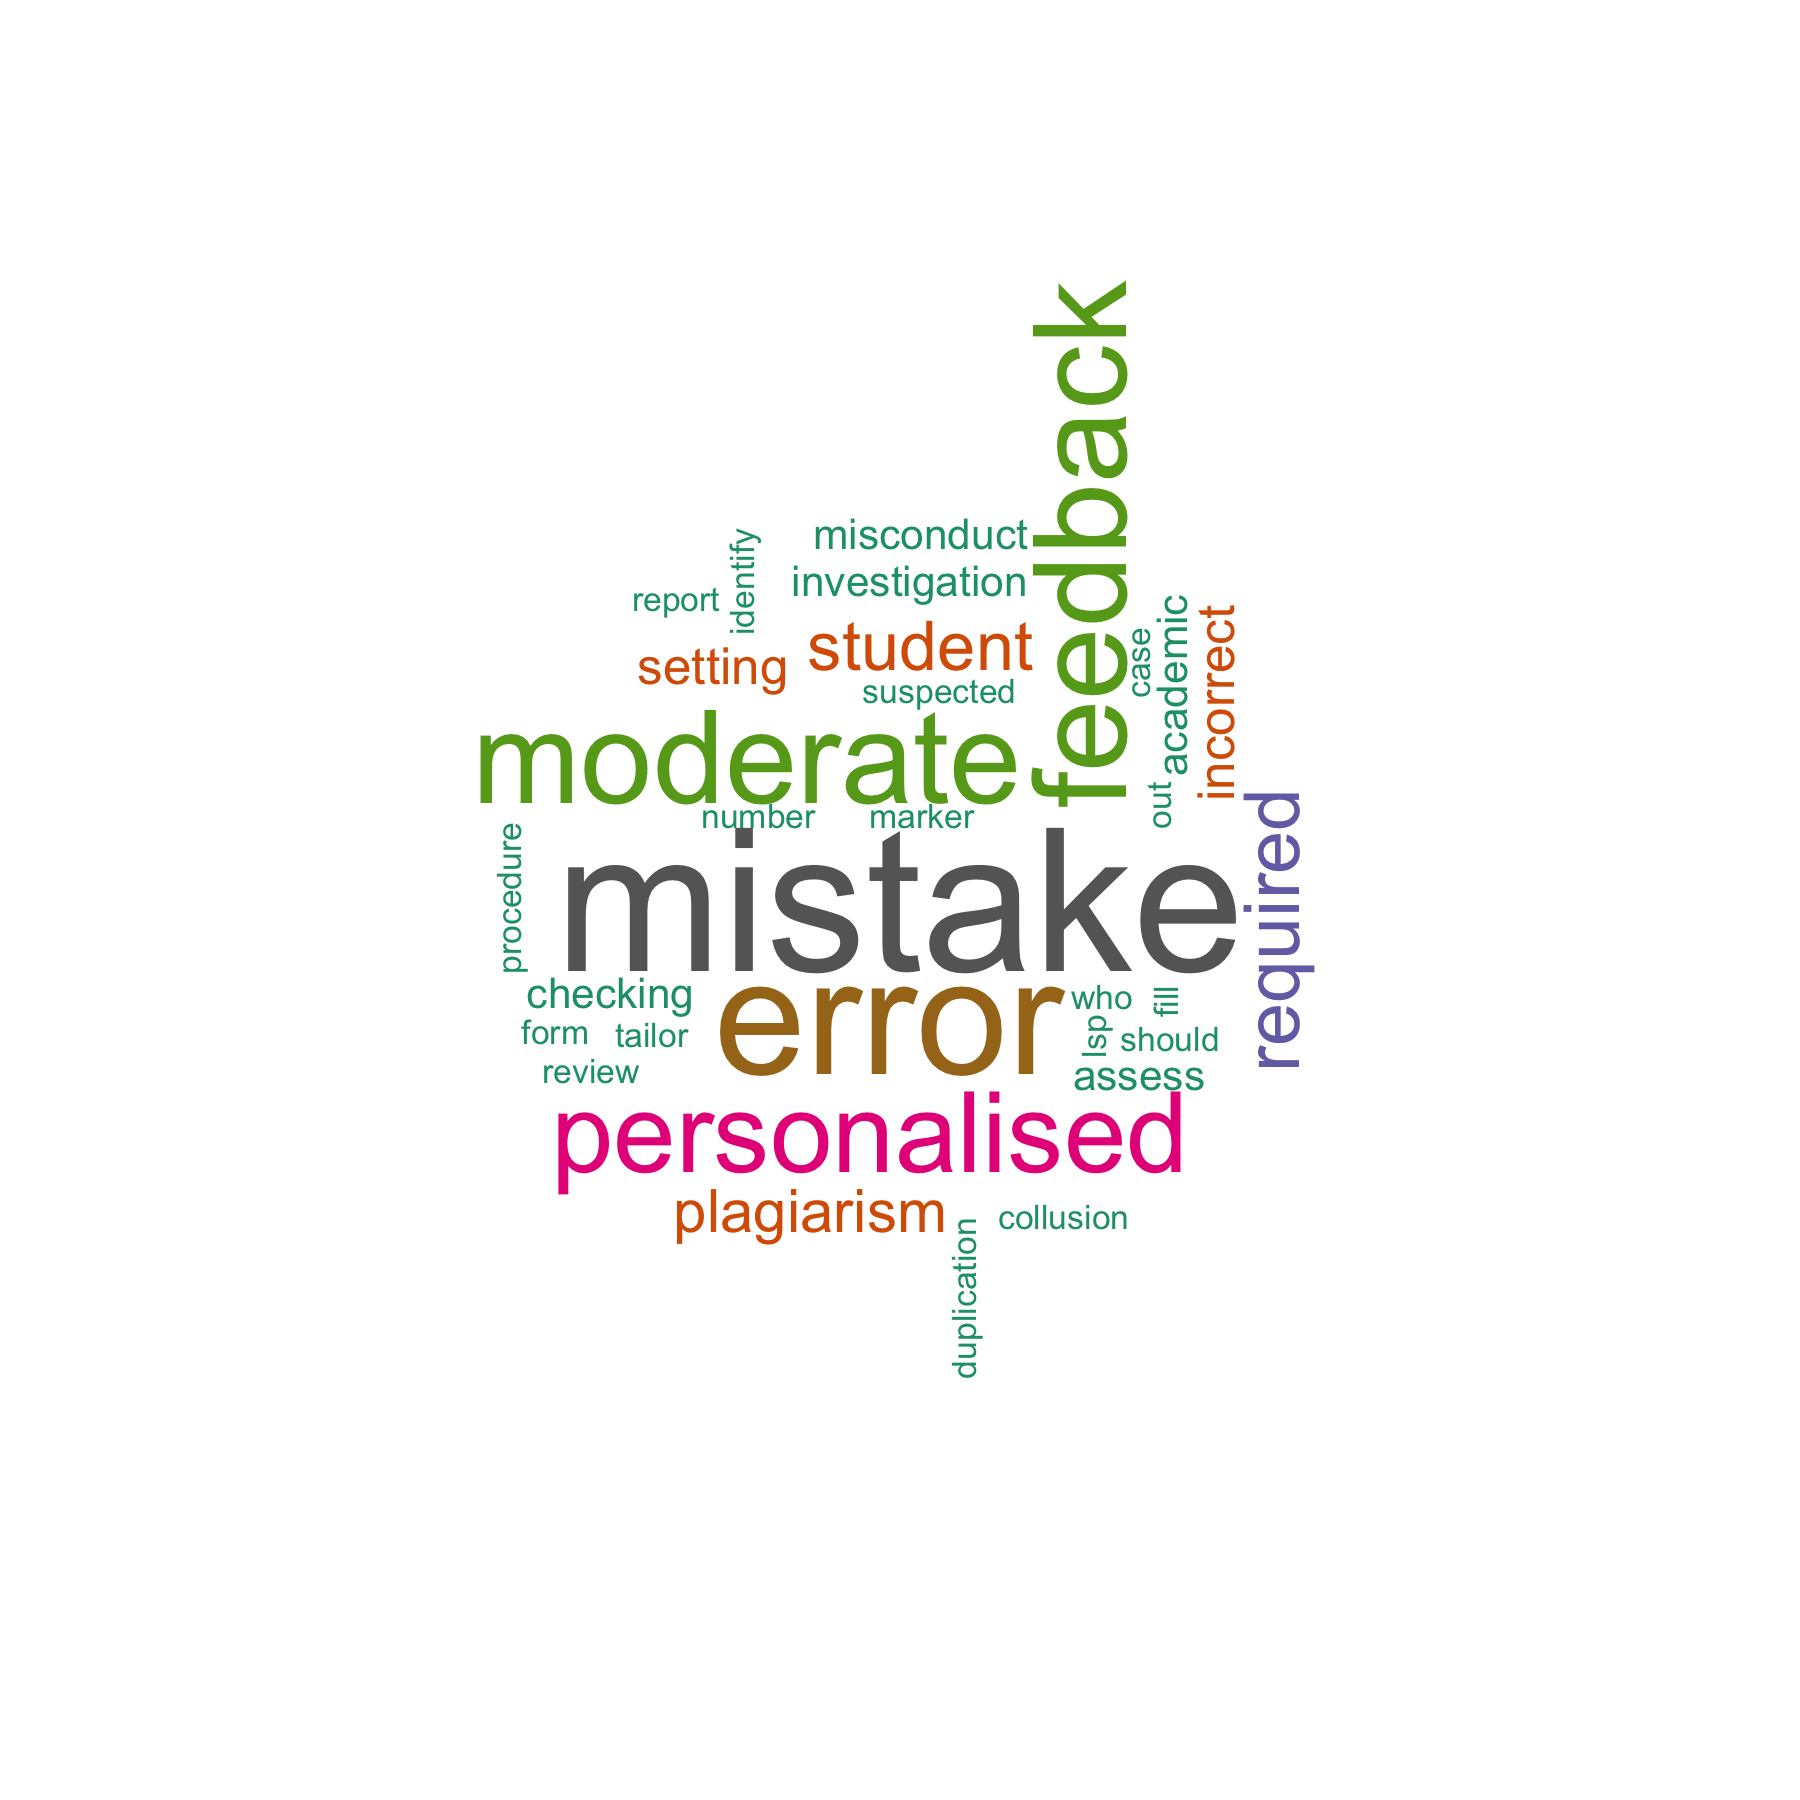 feedback
misconduct
identify
investigation
report
student
setting
suspected
case
academic
incorrect
moderate
out
number
marker
required
procedure
mistake
checking
error
who
fill
form
tailor
lsp
should
review
assess
personalised
plagiarism
collusion
duplication